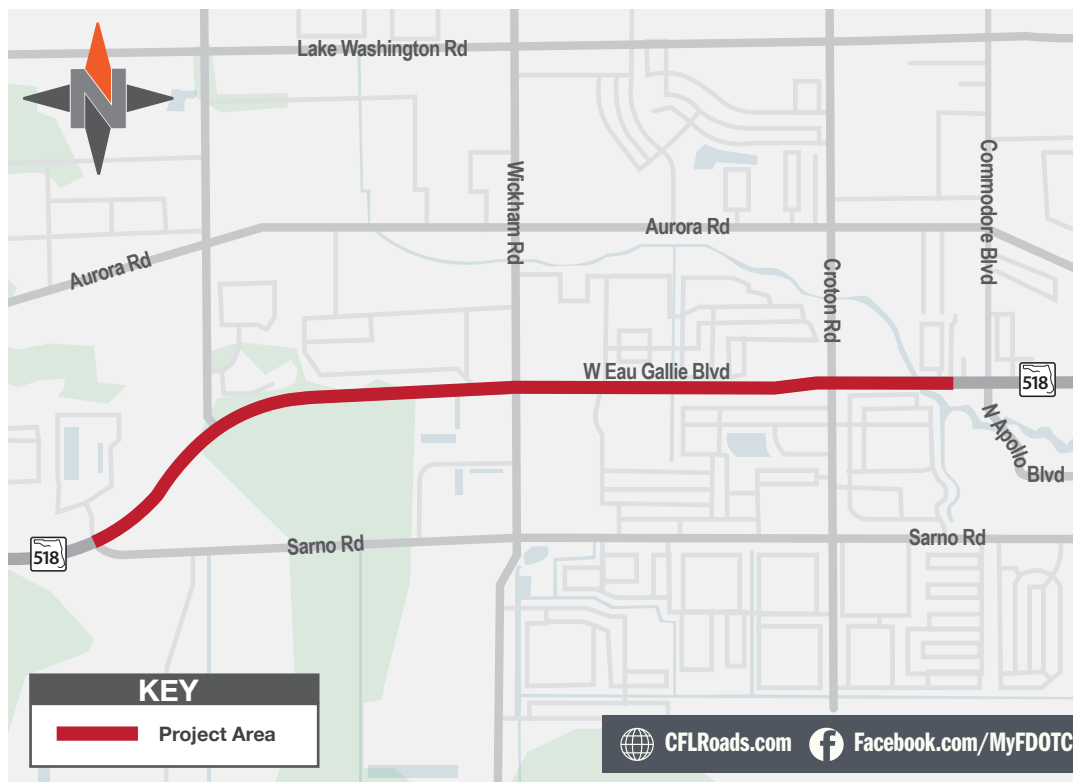 Lake Washington Rd
N
Wickham Rd
Commodore Blvd
Aurora Rd
Aurora Rd
Croton Rd
W Eau Gallie Blvd
518
N Apollo
Blvd
Sarno Rd
Sarno Rd
518
KEY
Project Area
CFLRoads.com
Facebook.com/MyFDOTC